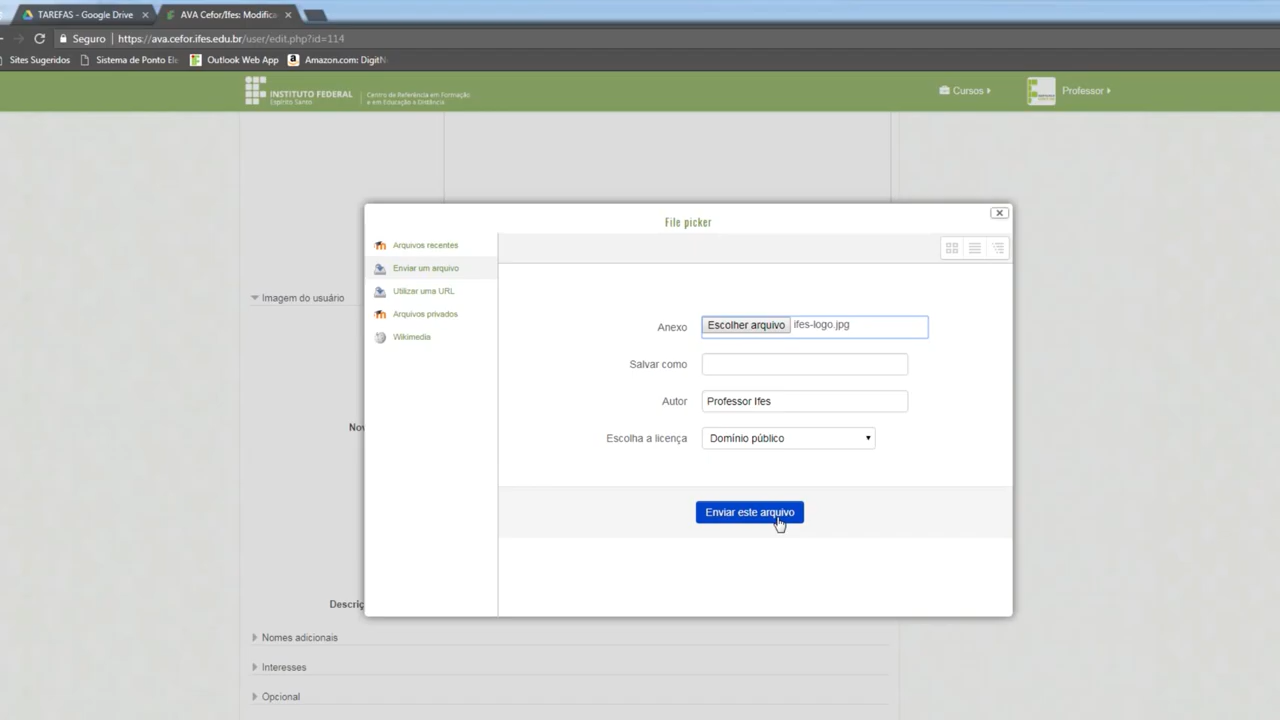 TAREFAS - Google Drive
AVA Cefor/Ifes: Modifica
Seguro
https://ava.cefor.ifes.edu.br/user/edit.php?id=114
Sites Sugeridos
Sistema de Ponto Ele
Outlook Web App
Amazon.com: Digit
INSTITUTO FEDERAL
Espírito Santo
Centro de Referência em Formação
e em Educação a Distância
Cursos
Professor
File picker
Arquivos recentes
Enviar um arquivo
Utilizar uma URL
Arquivos privados
Wikimedia
Imagem do usuário
Anexo
Escolher arquivo
ifes-logo.jpg
Salvar como
Autor
Professor Ifes
Nov
Escolha a licença
Domínio público
Enviar este arquivo
Descriç
Nomes adicionais
Interesses
Opcional